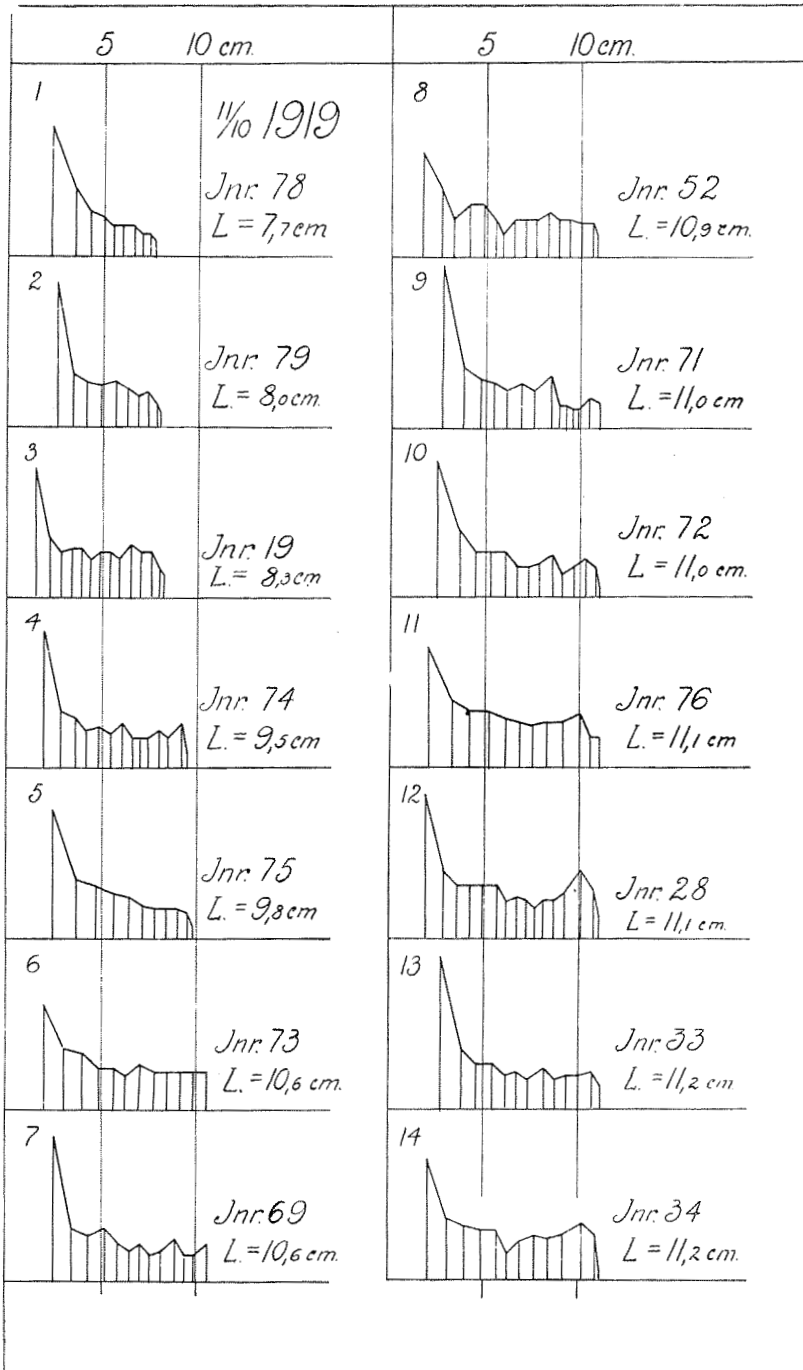 5 10 cm.
1
11/10 1919
Jnr. 78
L = 7,7 cm
2
Jnr. 79
L. = 8,0 cm.
3
Jnr. 19
L. = 8,3 cm
4
Jnr. 74
L. = 9,5 cm
5
Jnr. 75
L. = 9,8 cm
6
Jnr. 73
L. = 10,6 cm.
7
Jnr. 69
L. = 10,6 cm.
5 10 cm.
8
Jnr. 52
L. = 10,9 cm.
9
Jnr. 71
L. = 11,0 cm
10
Jnr. 72
L = 11,0 cm.
11
Jnr. 76
L. = 11,1 cm
12
Jnr. 28
L = 11,1 cm.
13
Jnr. 33
L. = 11,2 cm
14
Jnr. 34
L = 11,2 cm